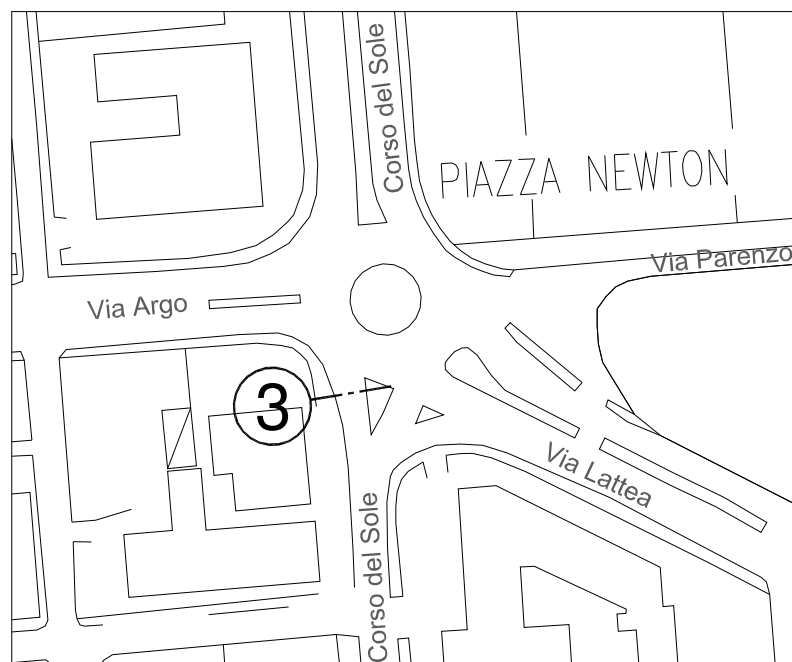 Corso del Sole
PIAZZA NEWTON
Via Parenzo
Via Argo
3
Via Lattea
Corso del Sole